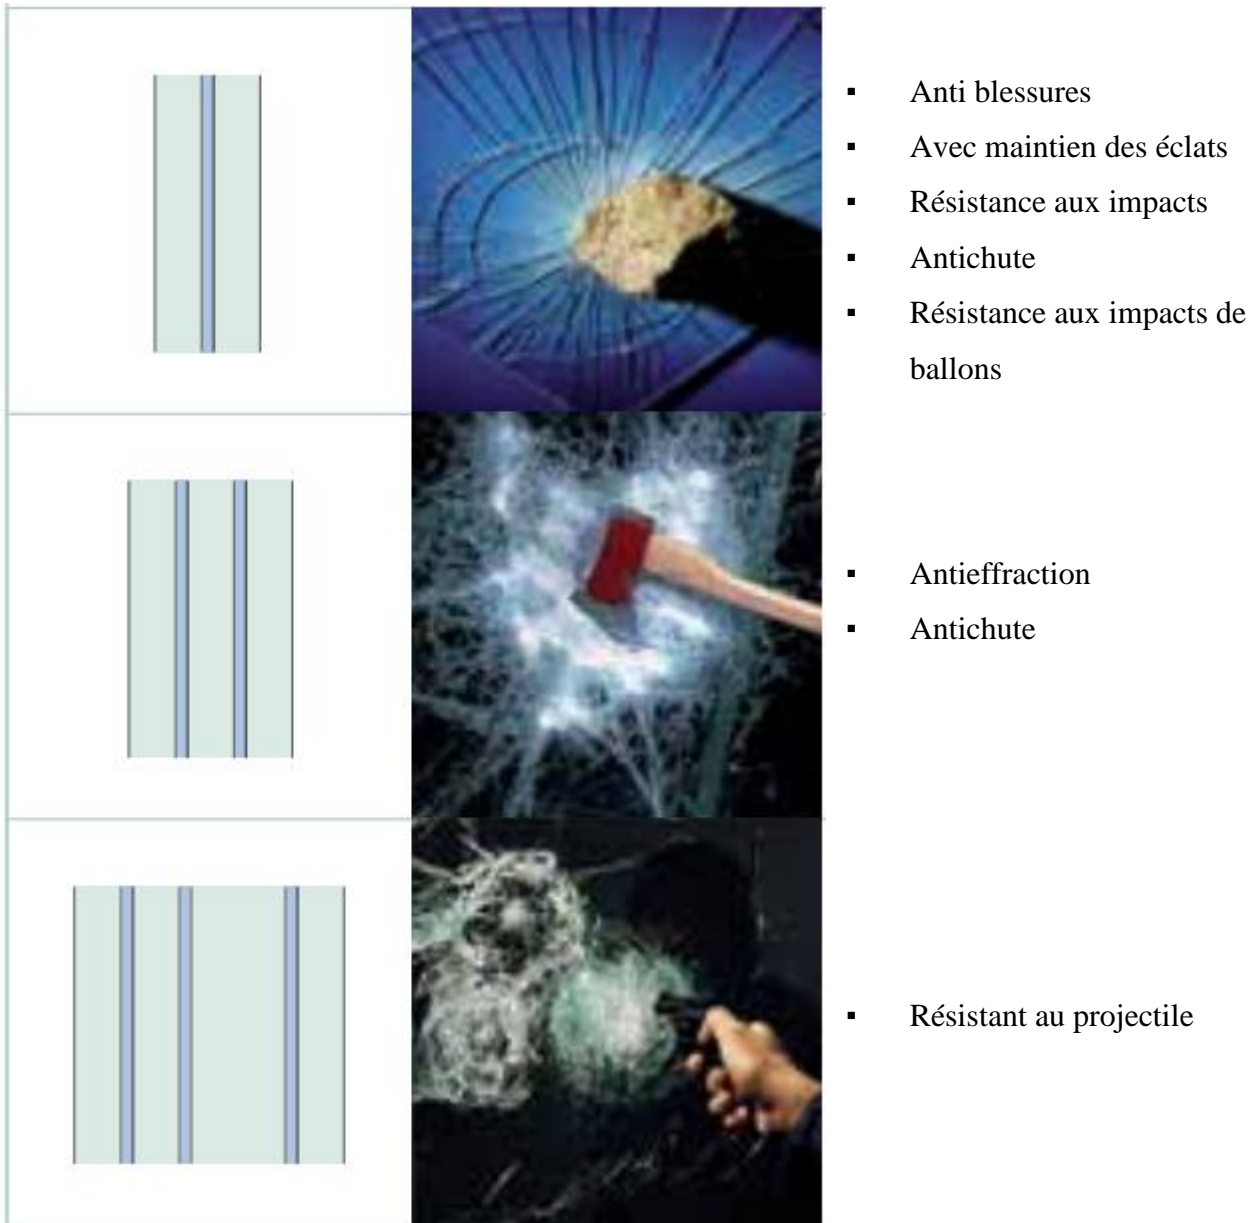 ▪ Anti blessures
▪ Avec maintien des éclats
▪ Résistance aux impacts
▪ Antichute
▪ Résistance aux impacts de
ballons
▪ Antieffraction
▪ Antichute
▪ Résistant au projectile